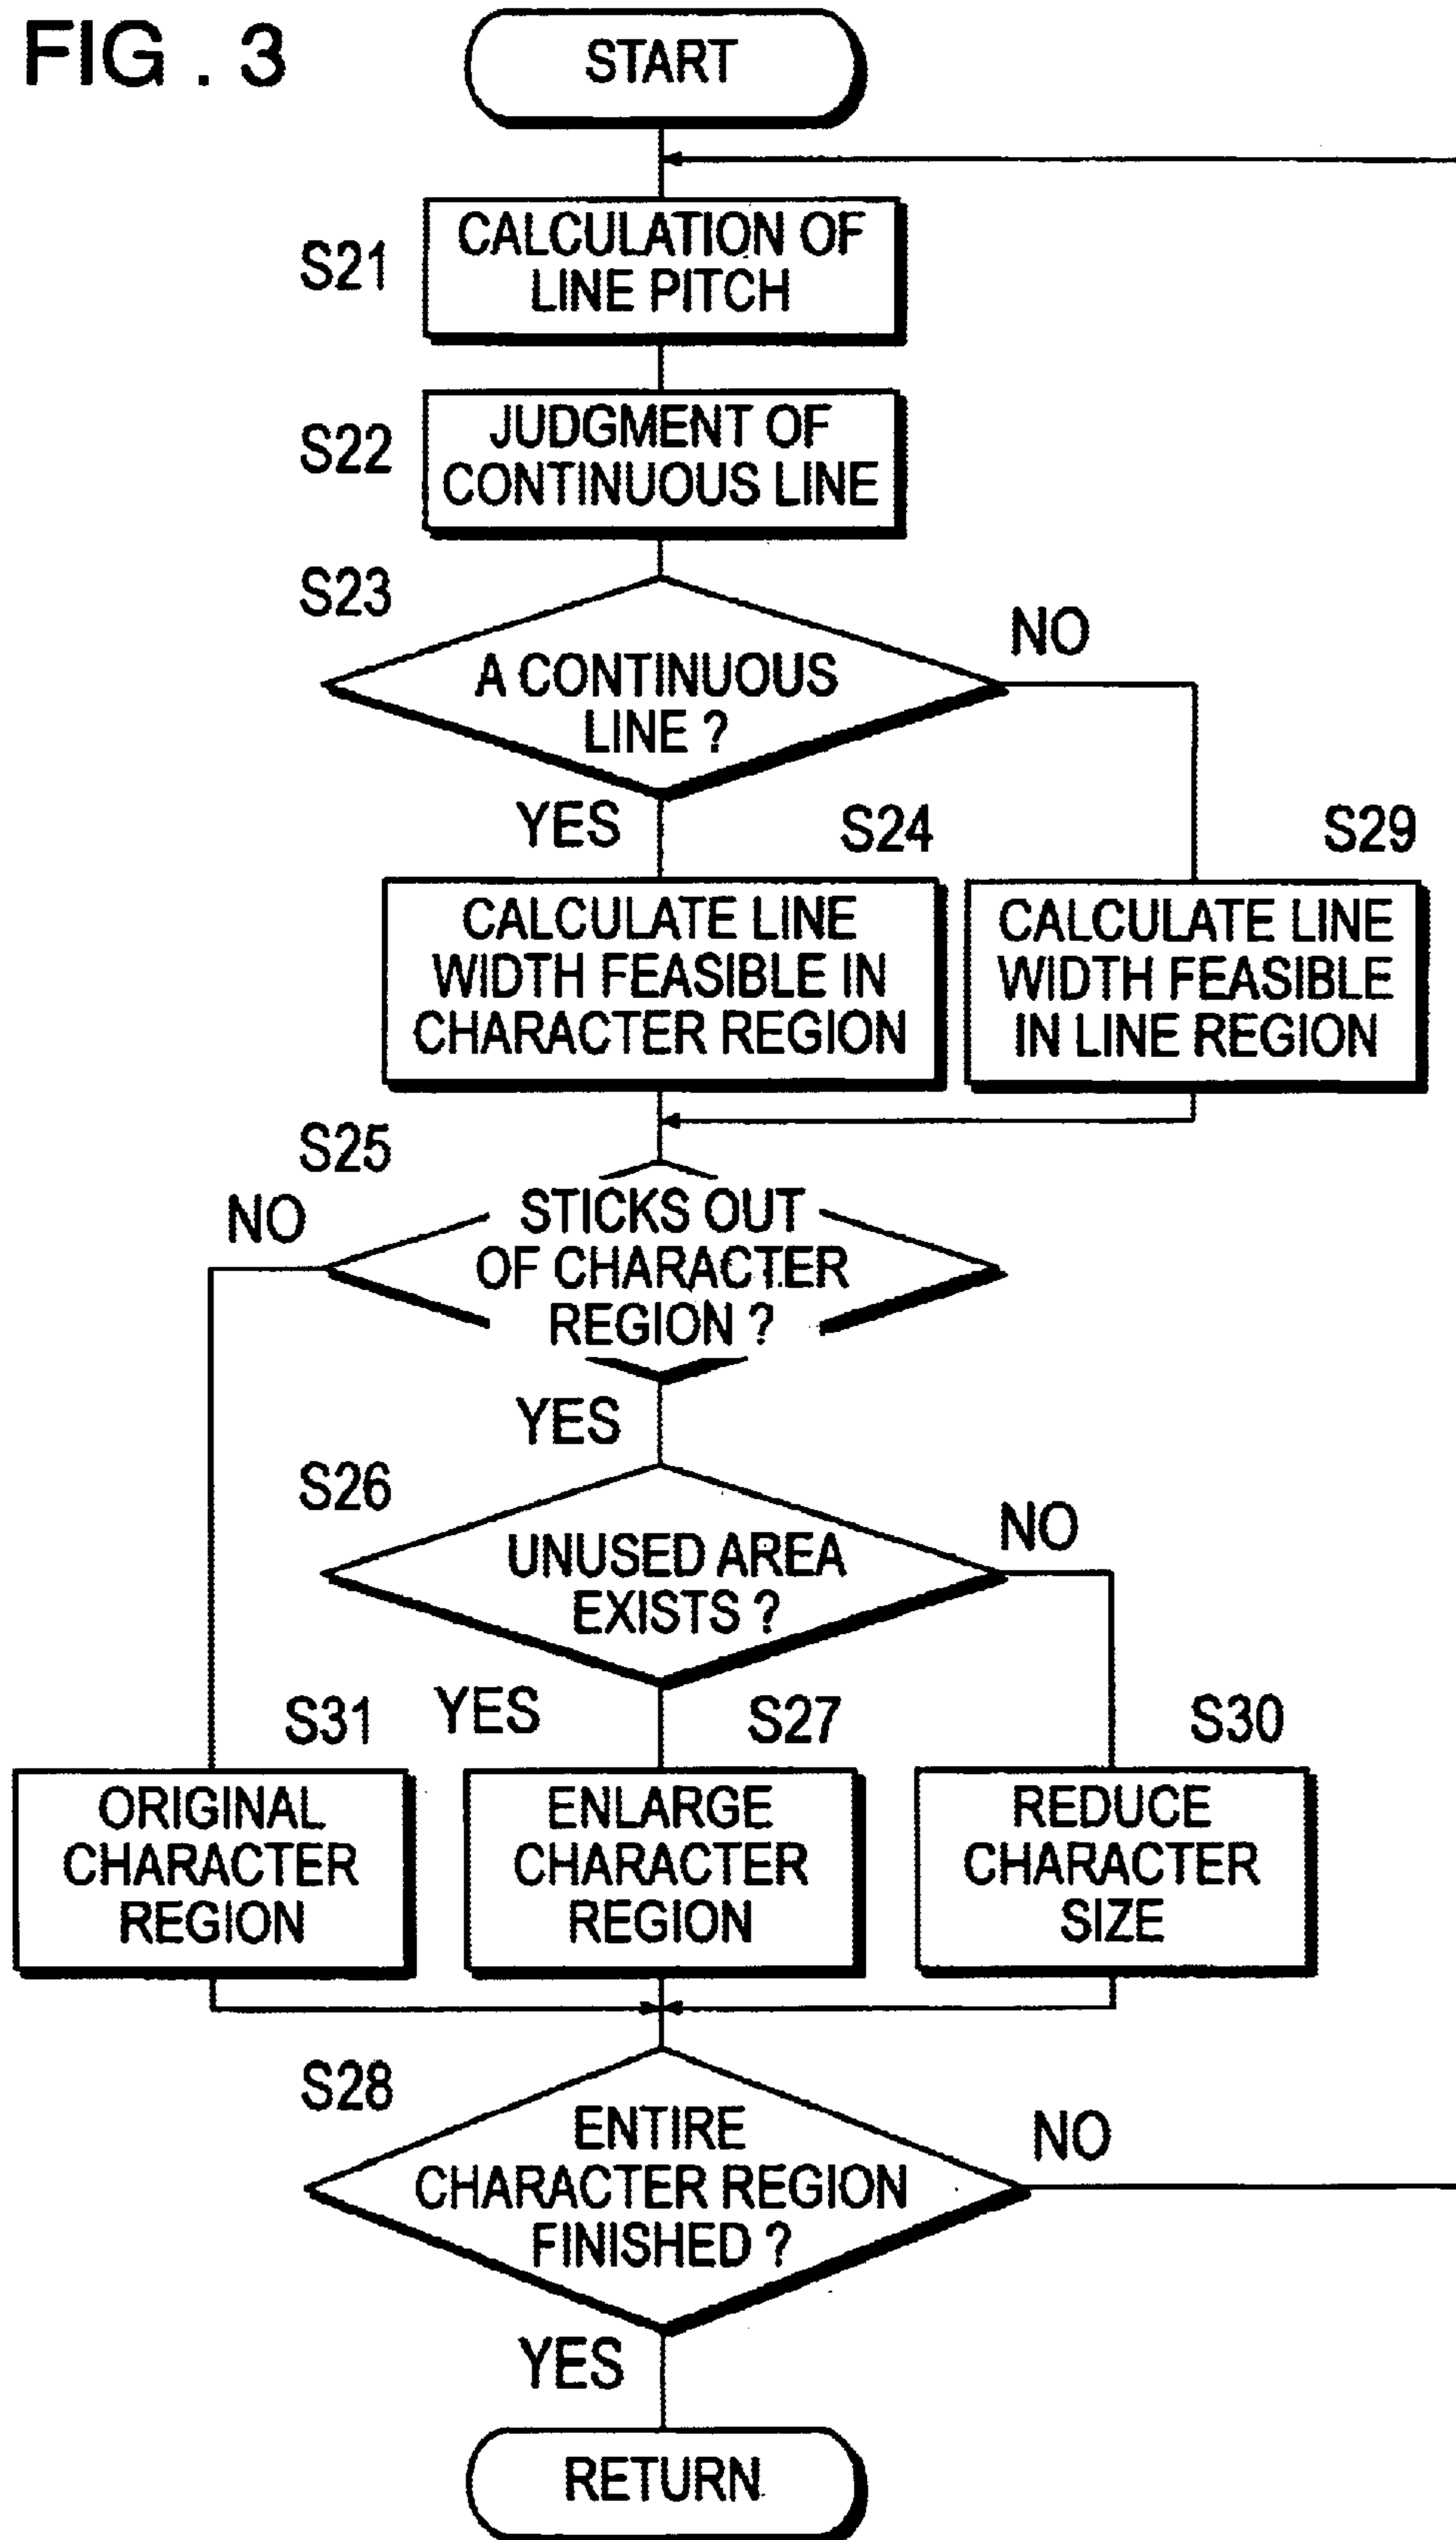 FIG . 3
START
S21
CALCULATION OF
LINE PITCH
S22
JUDGMENT OF
CONTINUOUS LINE
S23
A CONTINUOUS
LINE ?
NO
YES
S24
CALCULATE LINE
WIDTH FEASIBLE IN
CHARACTER REGION
S29
CALCULATE LINE
WIDTH FEASIBLE
IN LINE REGION
S25
NO
STICKS OUT
OF CHARACTER
REGION ?
YES
S26
UNUSED AREA
EXISTS ?
NO
YES
S31
ORIGINAL
CHARACTER
REGION
S27
ENLARGE
CHARACTER
REGION
S30
REDUCE
CHARACTER
SIZE
S28
ENTIRE
CHARACTER REGION
FINISHED ?
NO
YES
RETURN